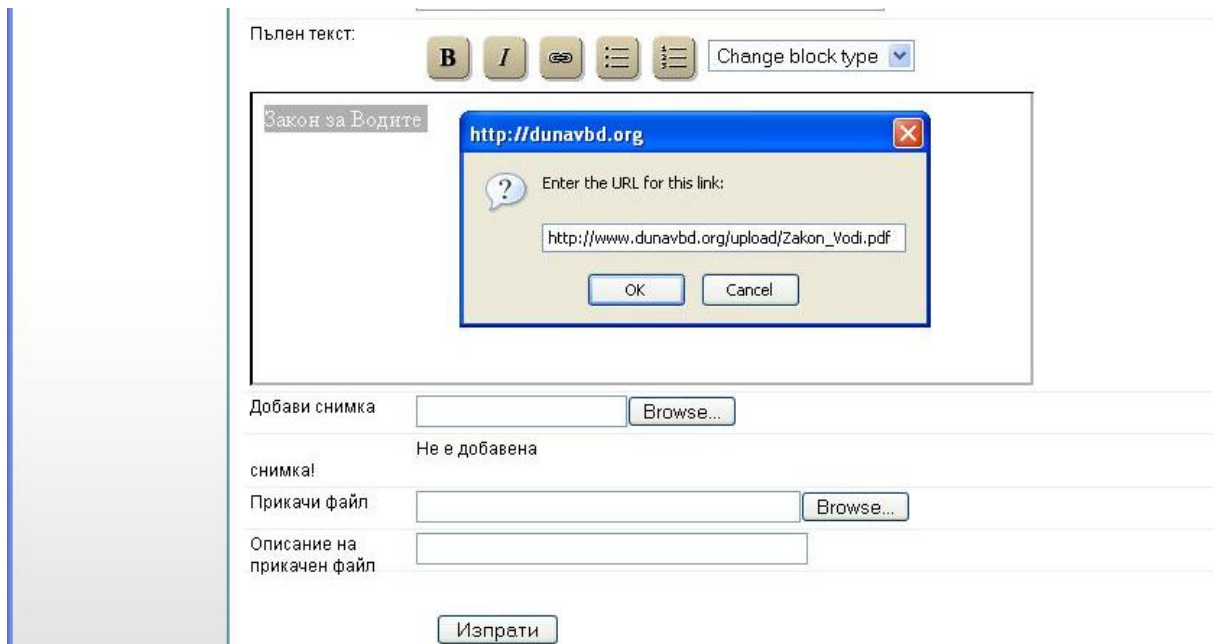 Пълен текст:
B I Change block type
Закон за Водите
http://dunavbd.org
Enter the URL for this link:
http://www.dunavbd.org/upload/Zakon_Vodi.pdf
OK Cancel
Добави снимка Browse...
Не е добавена
снимка!
Прикачи файл Browse...
Описание на
прикачен файл
Изпрати